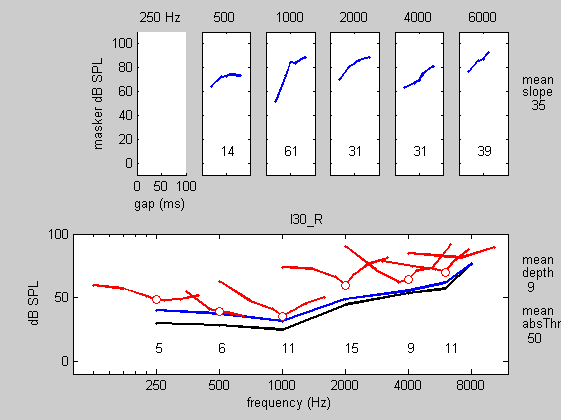 250 Hz 500 1000 2000 4000 6000
100
80
60
40
20
0
masker dB SPL
14 61 31 31 39
mean
slope
35
0 50 100
gap (ms)
I30_R
100
50
0
dB SPL
5 6 11 15 9 11
mean
depth
9
mean
absThr
50
250 500 1000 2000 4000 8000
frequency (Hz)